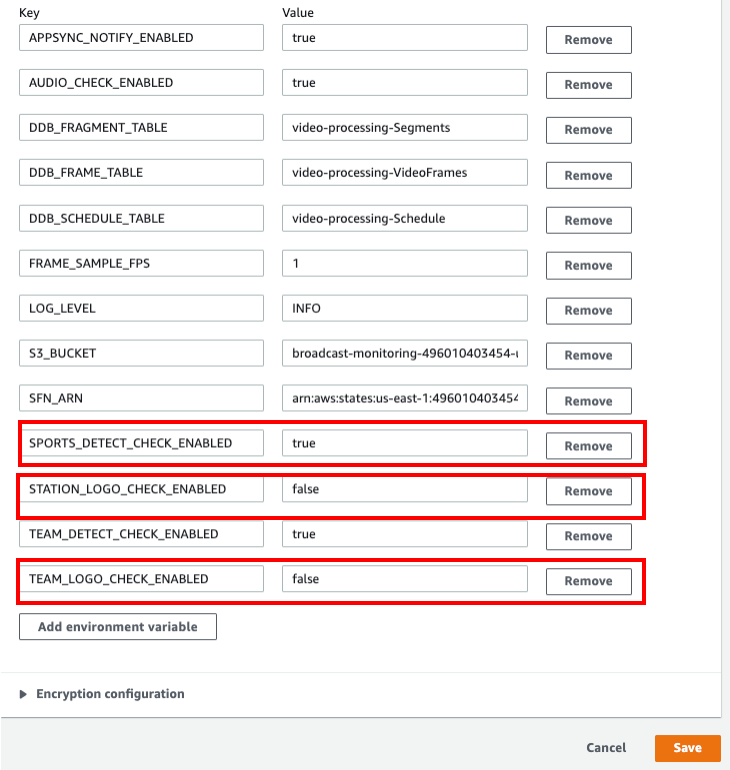 Key Value
APPSYNC_NOTIFY_ENABLED true Remove
AUDIO_CHECK_ENABLED true Remove
DDB_FRAGMENT_TABLE video-processing-Segments Remove
DDB_FRAME_TABLE video-processing-VideoFrames Remove
DDB_SCHEDULE_TABLE video-processing-Schedule Remove
FRAME_SAMPLE_FPS 1 Remove
LOG_LEVEL INFO Remove
S3_BUCKET broadcast-monitoring-496010403454-u Remove
SFN_ARN arn:aws:states:us-east-1:496010403454 Remove
SPORTS_DETECT_CHECK_ENABLED true Remove
STATION_LOGO_CHECK_ENABLED false Remove
TEAM_DETECT_CHECK_ENABLED true Remove
TEAM_LOGO_CHECK_ENABLED false Remove
Add environment variable
Encryption configuration
Cancel Save